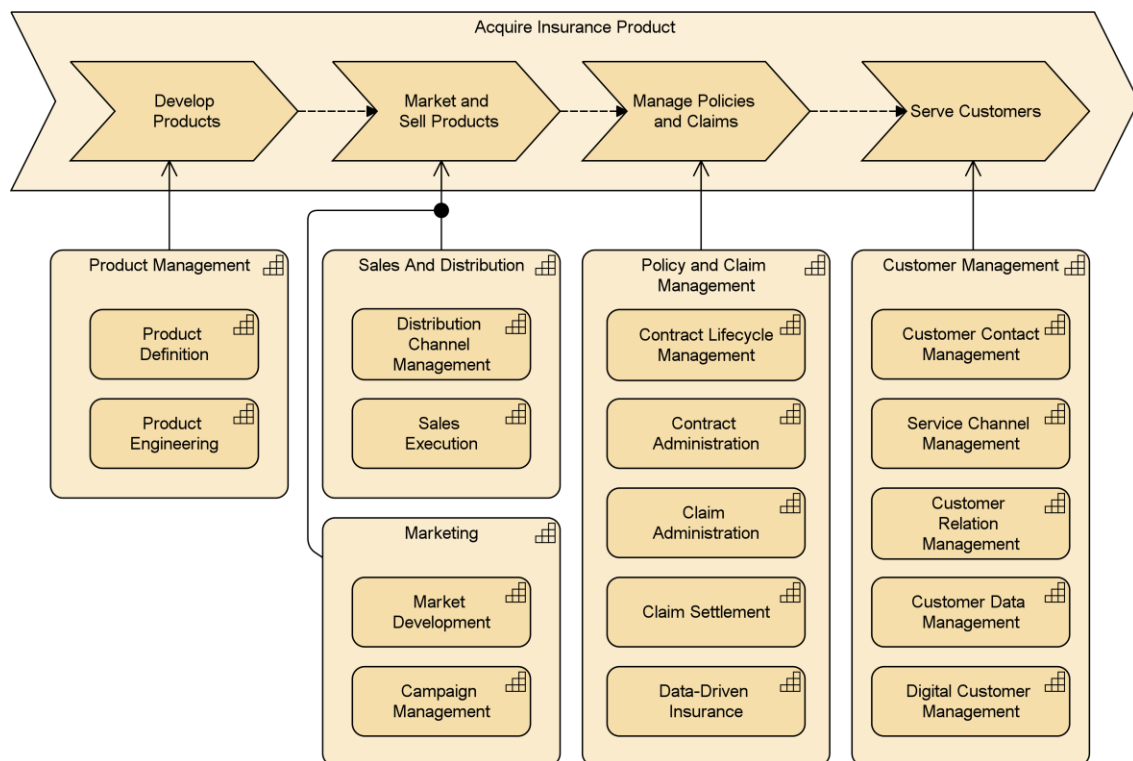 Acquire Insurance Product
Develop
Products
Market and
Sell Products
Manage Policies
and Claims
Serve Customers
Product Management
Product
Definition
Product
Engineering
Sales And Distribution
Distribution
Channel
Management
Sales
Execution
Marketing
Market
Development
Campaign
Management
Policy and Claim
Management
Contract Lifecycle
Management
Contract
Administration
Claim
Administration
Claim Settlement
Data-Driven
Insurance
Customer Management
Customer Contact
Management
Service Channel
Management
Customer
Relation
Management
Customer Data
Management
Digital Customer
Management